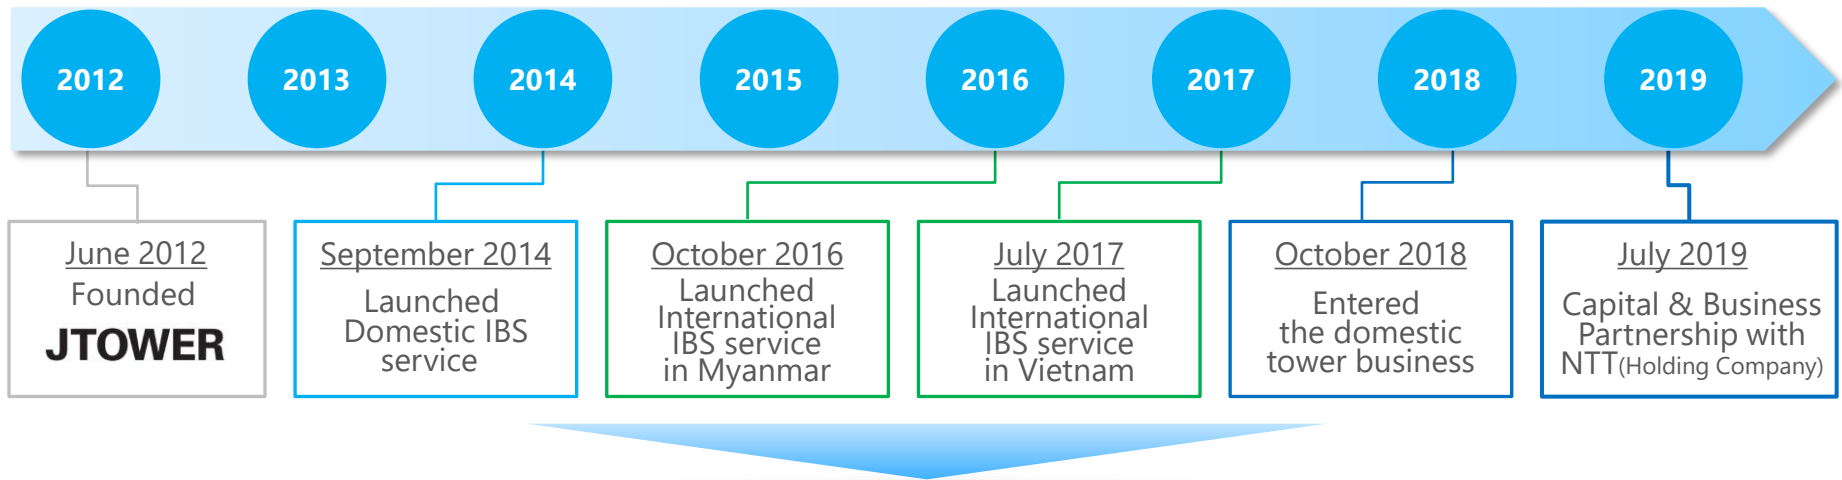 2012
2013
2014
2015
2016
2017
2018
2019
June 2012
Founded
JTOWER
September 2014
Launched
Domestic IBS
service
October 2016
Launched
International
IBS service
in Myanmar
July 2017
Launched
International
IBS service
in Vietnam
October 2018
Entered
the domestic
tower business
July 2019
Capital & Business
Partnership with
NTT(Holding Company)